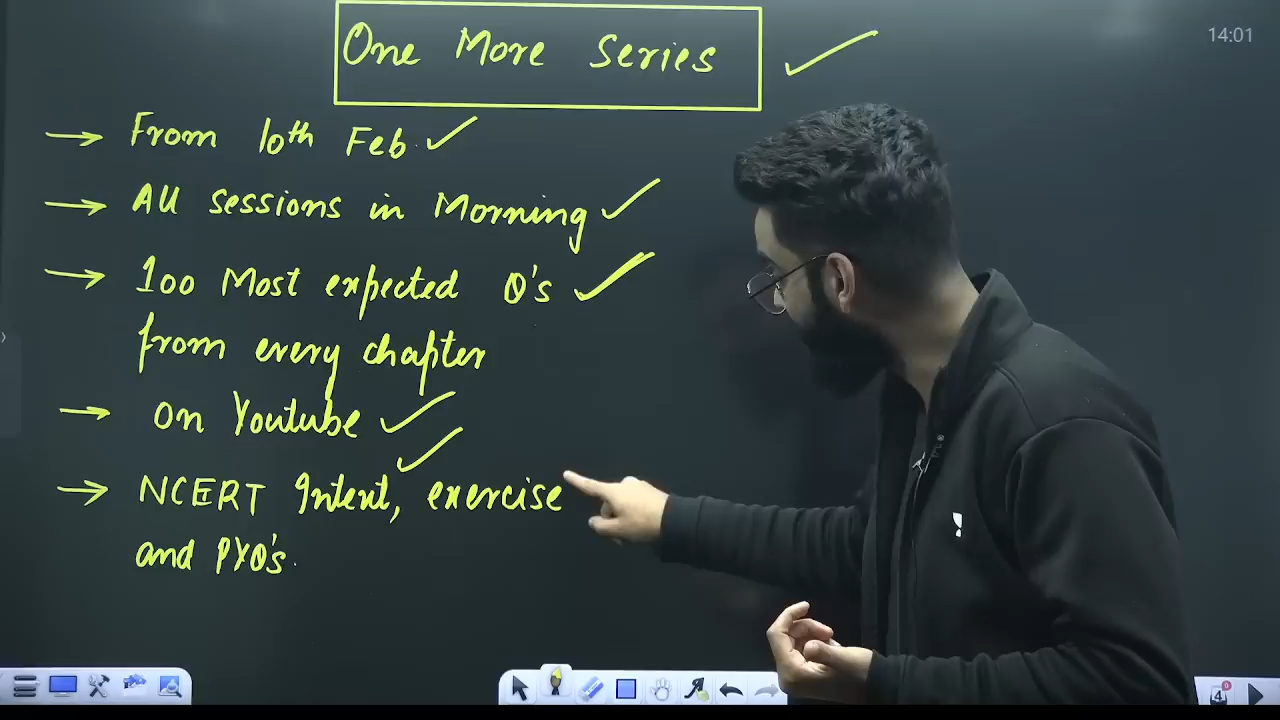 One More Series
14:01
→ From 10th Feb.
→ All sessions in Morning
→ 100 Most expected Q's
from every chapter
→ on Youtube
→ NCERT Intext, exercise
and PYQ's.